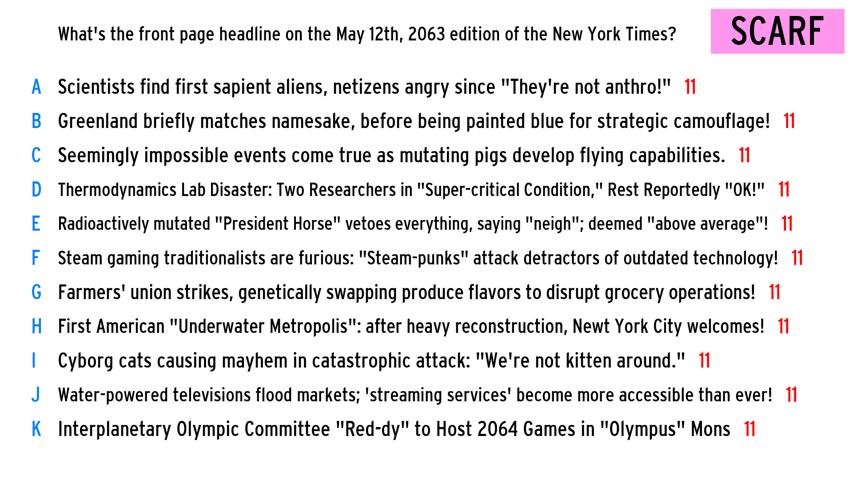 What's the front page headline on the May 12th, 2063 edition of the New York Times?
SCARF
A Scientists find first sapient aliens, netizens angry since "They're not anthro!" 11
B Greenland briefly matches namesake, before being painted blue for strategic camouflage! 11
C Seemingly impossible events come true as mutating pigs develop flying capabilities. 11
D Thermodynamics Lab Disaster: Two Researchers in "Super-critical Condition," Rest Reportedly "OK!" 11
E Radioactively mutated "President Horse" vetoes everything, saying "neigh"; deemed "above average"! 11
F Steam gaming traditionalists are furious: "Steam-punks" attack detractors of outdated technology! 11
G Farmers' union strikes, genetically swapping produce flavors to disrupt grocery operations! 11
H First American "Underwater Metropolis": after heavy reconstruction, Newt York City welcomes! 11
I Cyborg cats causing mayhem in catastrophic attack: "We're not kitten around." 11
J Water-powered televisions flood markets; 'streaming services' become more accessible than ever! 11
K Interplanetary Olympic Committee "Red-dy" to Host 2064 Games in "Olympus" Mons 11